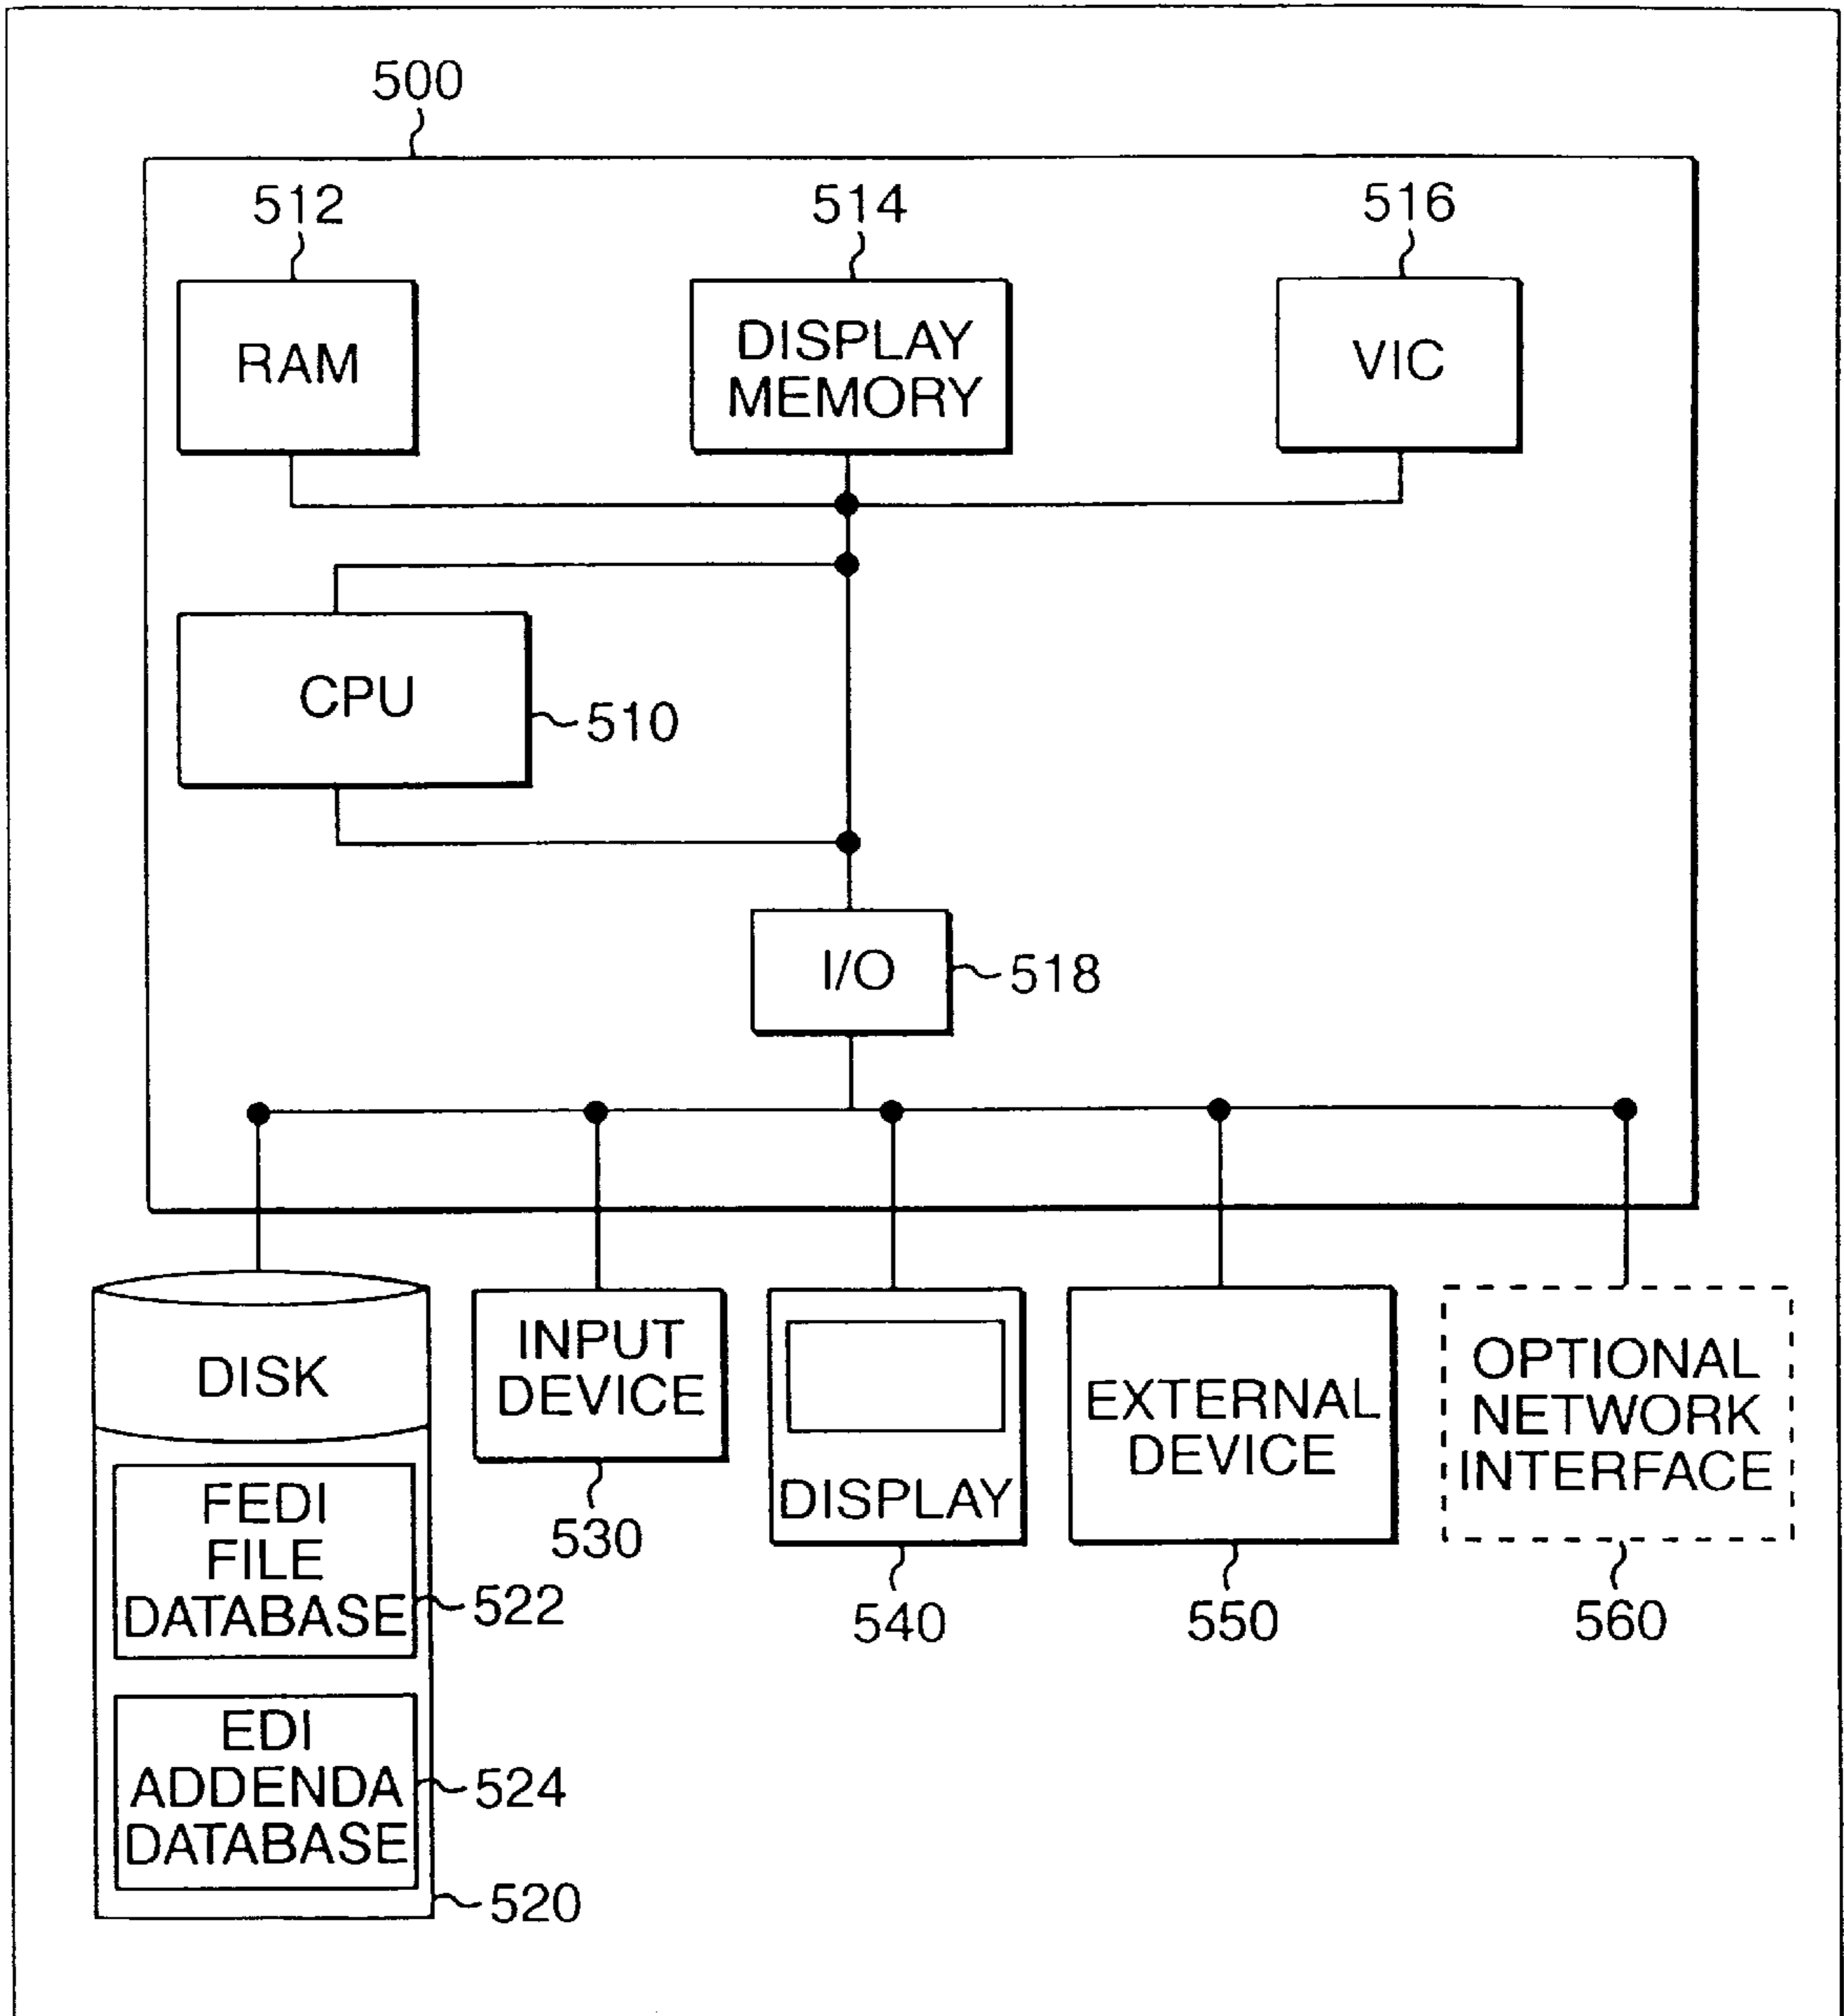 500
512
514
516
RAM
DISPLAY
MEMORY
VIC
CPU
510
I/O
518
DISK
INPUT
DEVICE
530
DISPLAY
540
EXTERNAL
DEVICE
550
OPTIONAL
NETWORK
INTERFACE
560
FEDI
FILE
DATABASE
522
EDI
ADDENDA
DATABASE
524
520